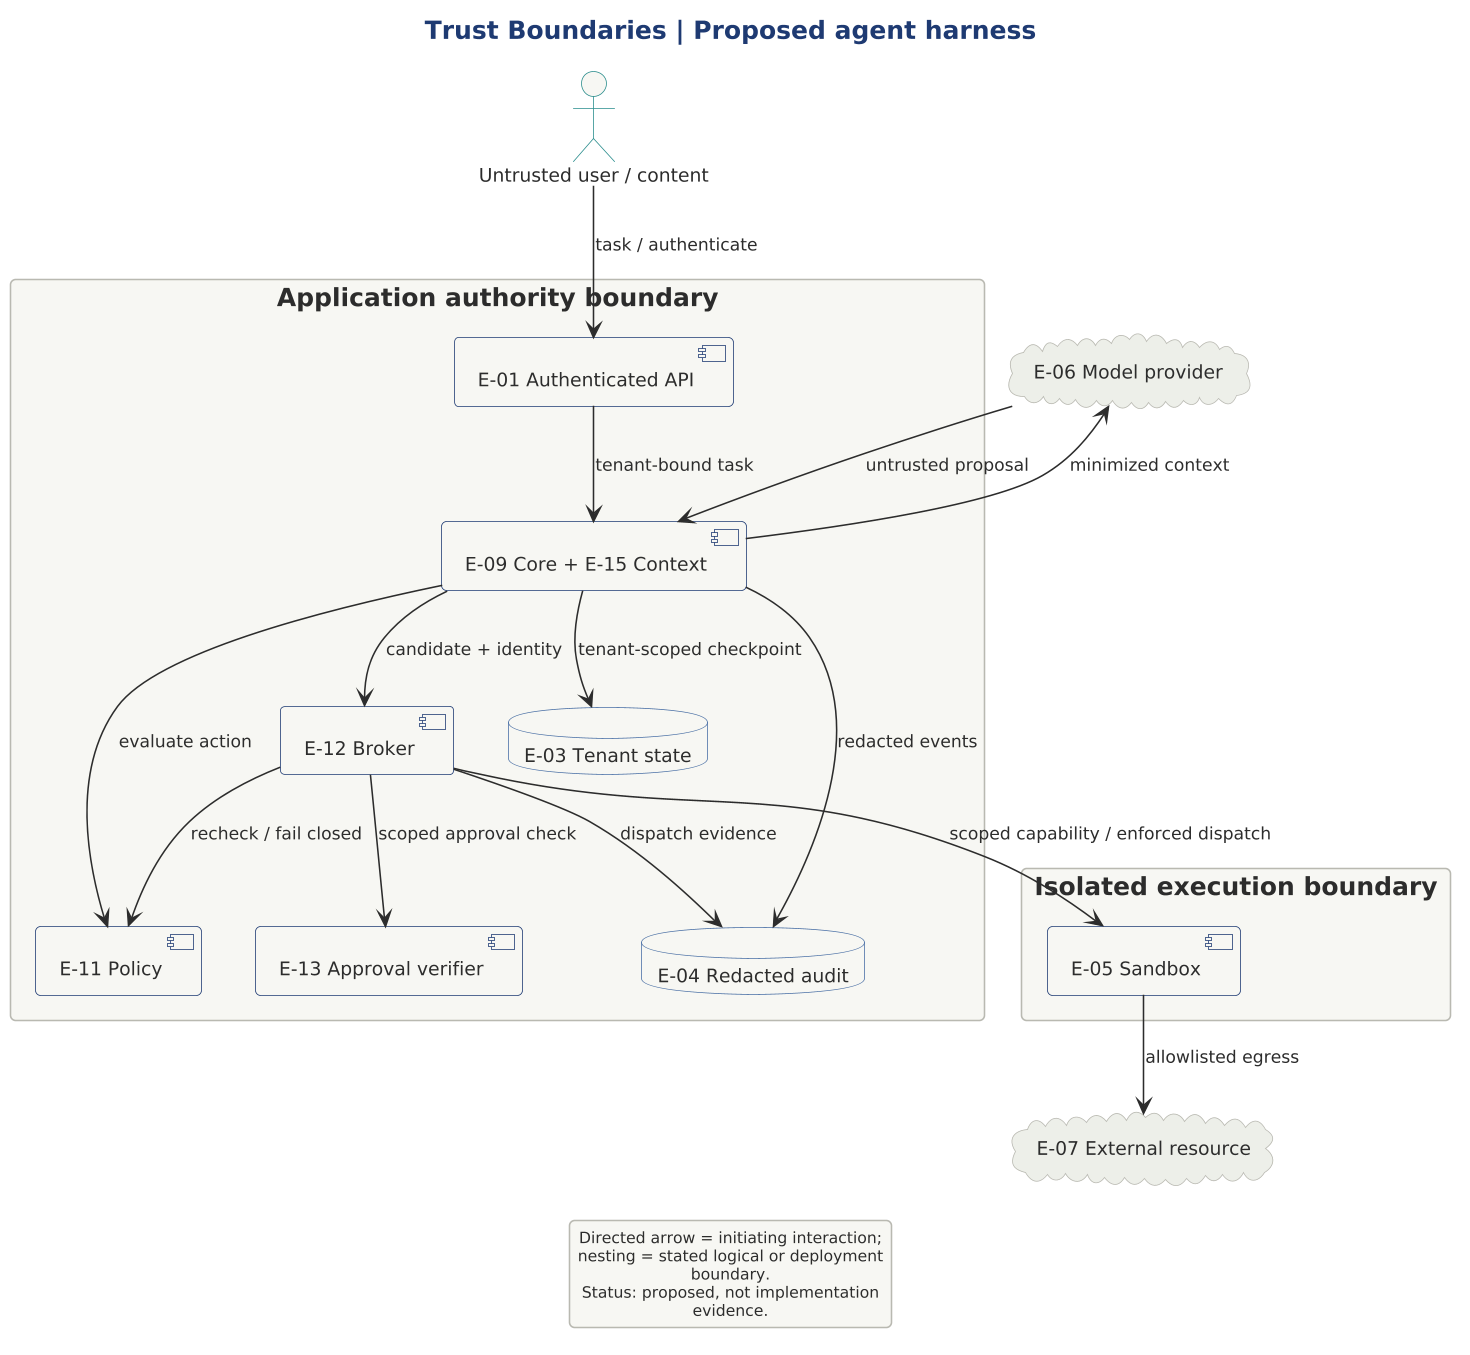 Trust Boundaries | Proposed agent harness
Untrusted user / content
task / authenticate
Application authority boundary
E-01 Authenticated API
E-06 Model provider
tenant-bound task
untrusted proposal
minimized context
E-09 Core + E-15 Context
candidate + identity
tenant-scoped checkpoint
evaluate action
E-12 Broker
E-03 Tenant state
redacted events
recheck / fail closed
scoped approval check
dispatch evidence
scoped capability / enforced dispatch
Isolated execution boundary
E-11 Policy
E-13 Approval verifier
E-04 Redacted audit
E-05 Sandbox
allowlisted egress
E-07 External resource
Directed arrow = initiating interaction;
nesting = stated logical or deployment
boundary.
Status: proposed, not implementation
evidence.